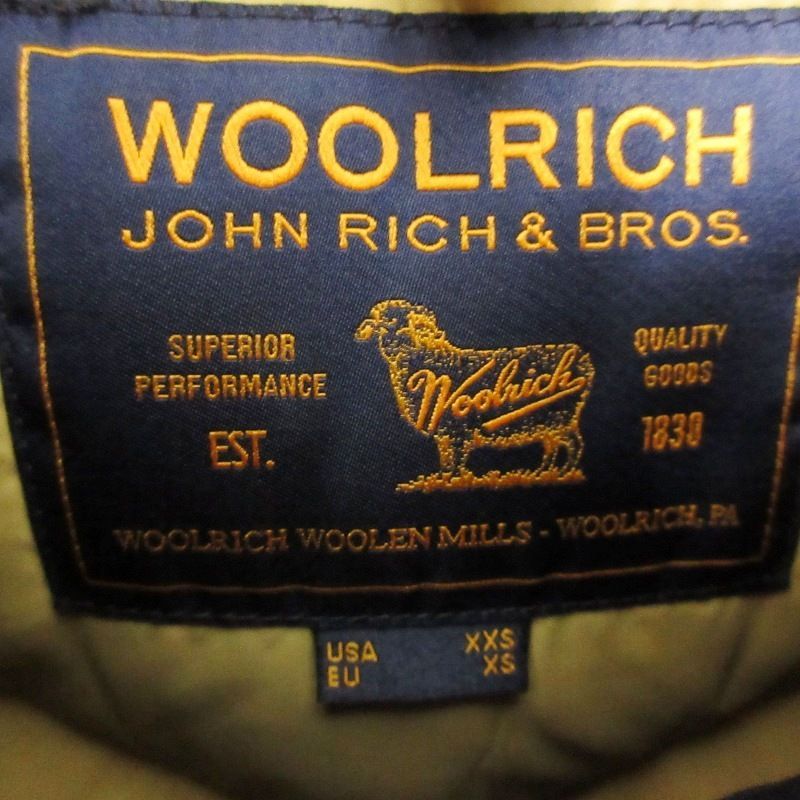 WOOLRICH
JOHN RICH & BROS.
SUPERIOR
PERFORMANCE
EST.
Woolrich
QUALITY
GOODS
1830
WOOLRICH WOOLEN MILLS - WOOLRICH, PA
USA XXS
EU XS